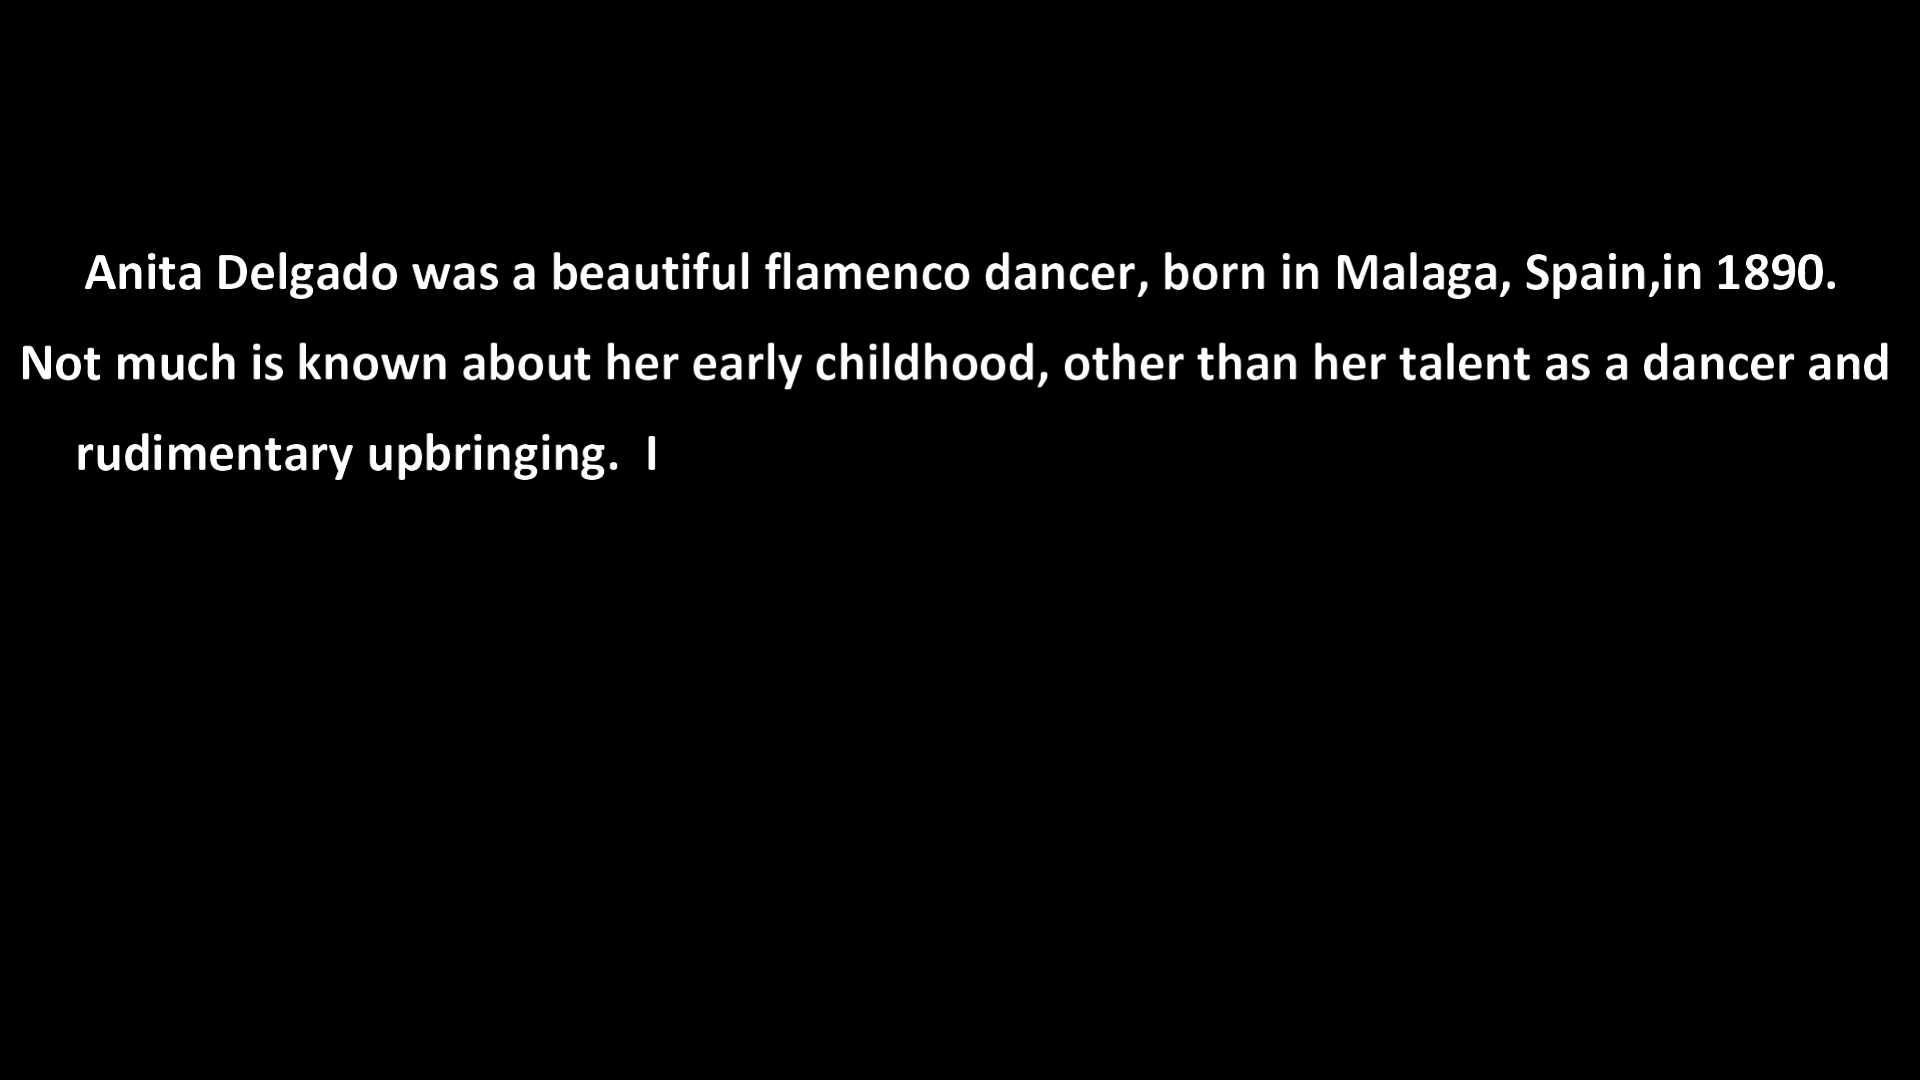 Anita Delgado was a beautiful flamenco dancer, born in Malaga, Spain,in 1890.
Not much is known about her early childhood, other than her talent as a dancer and
rudimentary upbringing.  I